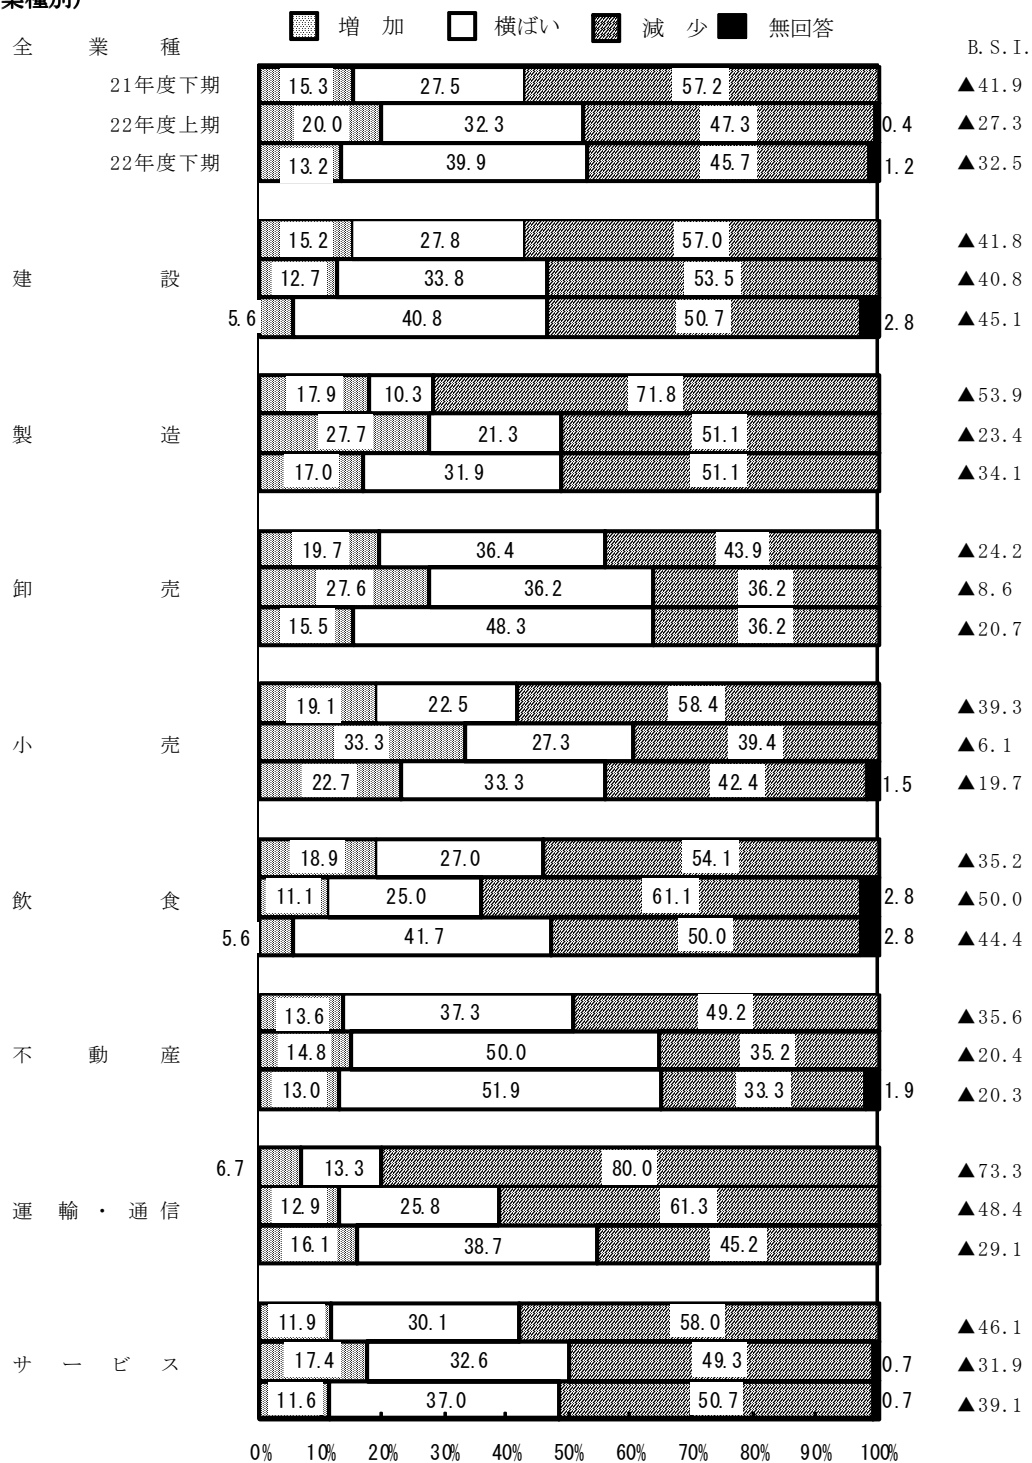 業種別）
増　加　横ばい　減　少　無回答
全　業　種　B.S.I.
21年度下期　15.3　27.5　57.2　▲41.9
22年度上期　20.0　32.3　47.3　0.4　▲27.3
22年度下期　13.2　39.9　45.7　1.2　▲32.5
15.2　27.8　57.0　▲41.8
建　設　12.7　33.8　53.5　▲40.8
5.6　40.8　50.7　2.8　▲45.1
17.9　10.3　71.8　▲53.9
製　造　27.7　21.3　51.1　▲23.4
17.0　31.9　51.1　▲34.1
19.7　36.4　43.9　▲24.2
卸　売　27.6　36.2　36.2　▲8.6
15.5　48.3　36.2　▲20.7
19.1　22.5　58.4　▲39.3
小　売　33.3　27.3　39.4　▲6.1
22.7　33.3　42.4　1.5　▲19.7
18.9　27.0　54.1　▲35.2
飲　食　11.1　25.0　61.1　2.8　▲50.0
5.6　41.7　50.0　2.8　▲44.4
13.6　37.3　49.2　▲35.6
不　動　産　14.8　50.0　35.2　▲20.4
13.0　51.9　33.3　1.9　▲20.3
6.7　13.3　80.0　▲73.3
運　輸・通信　12.9　25.8　61.3　▲48.4
16.1　38.7　45.2　▲29.1
11.9　30.1　58.0　▲46.1
サ　ー　ビ　ス　17.4　32.6　49.3　0.7　▲31.9
11.6　37.0　50.7　0.7　▲39.1
0%　10%　20%　30%　40%　50%　60%　70%　80%　90%　100%